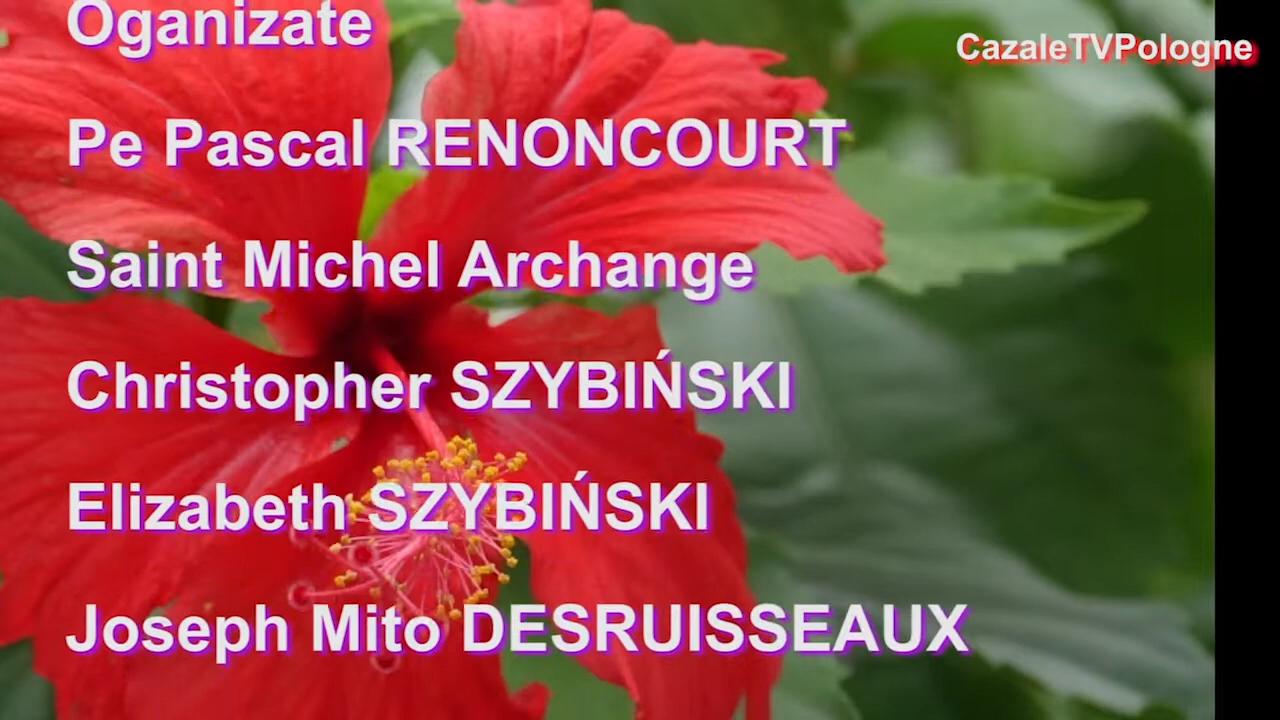 Oganizate
CazaleTVPologne
Pe Pascal RENONCOURT
Saint Michel Archange
Christopher SZYBIŃSKI
Elizabeth SZYBIŃSKI
Joseph Mito DESRUISSEAUX